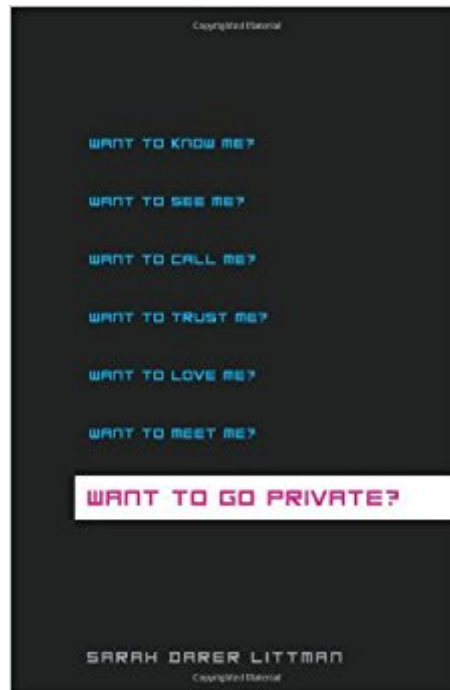 Copyrighted Material
WANT TO KNOW ME?
WANT TO SEE ME?
WANT TO CALL ME?
WANT TO TRUST ME?
WANT TO LOVE ME?
WANT TO MEET ME?
WANT TO GO PRIVATE?
SARAH DARER LITTMAN
Copyrighted Material